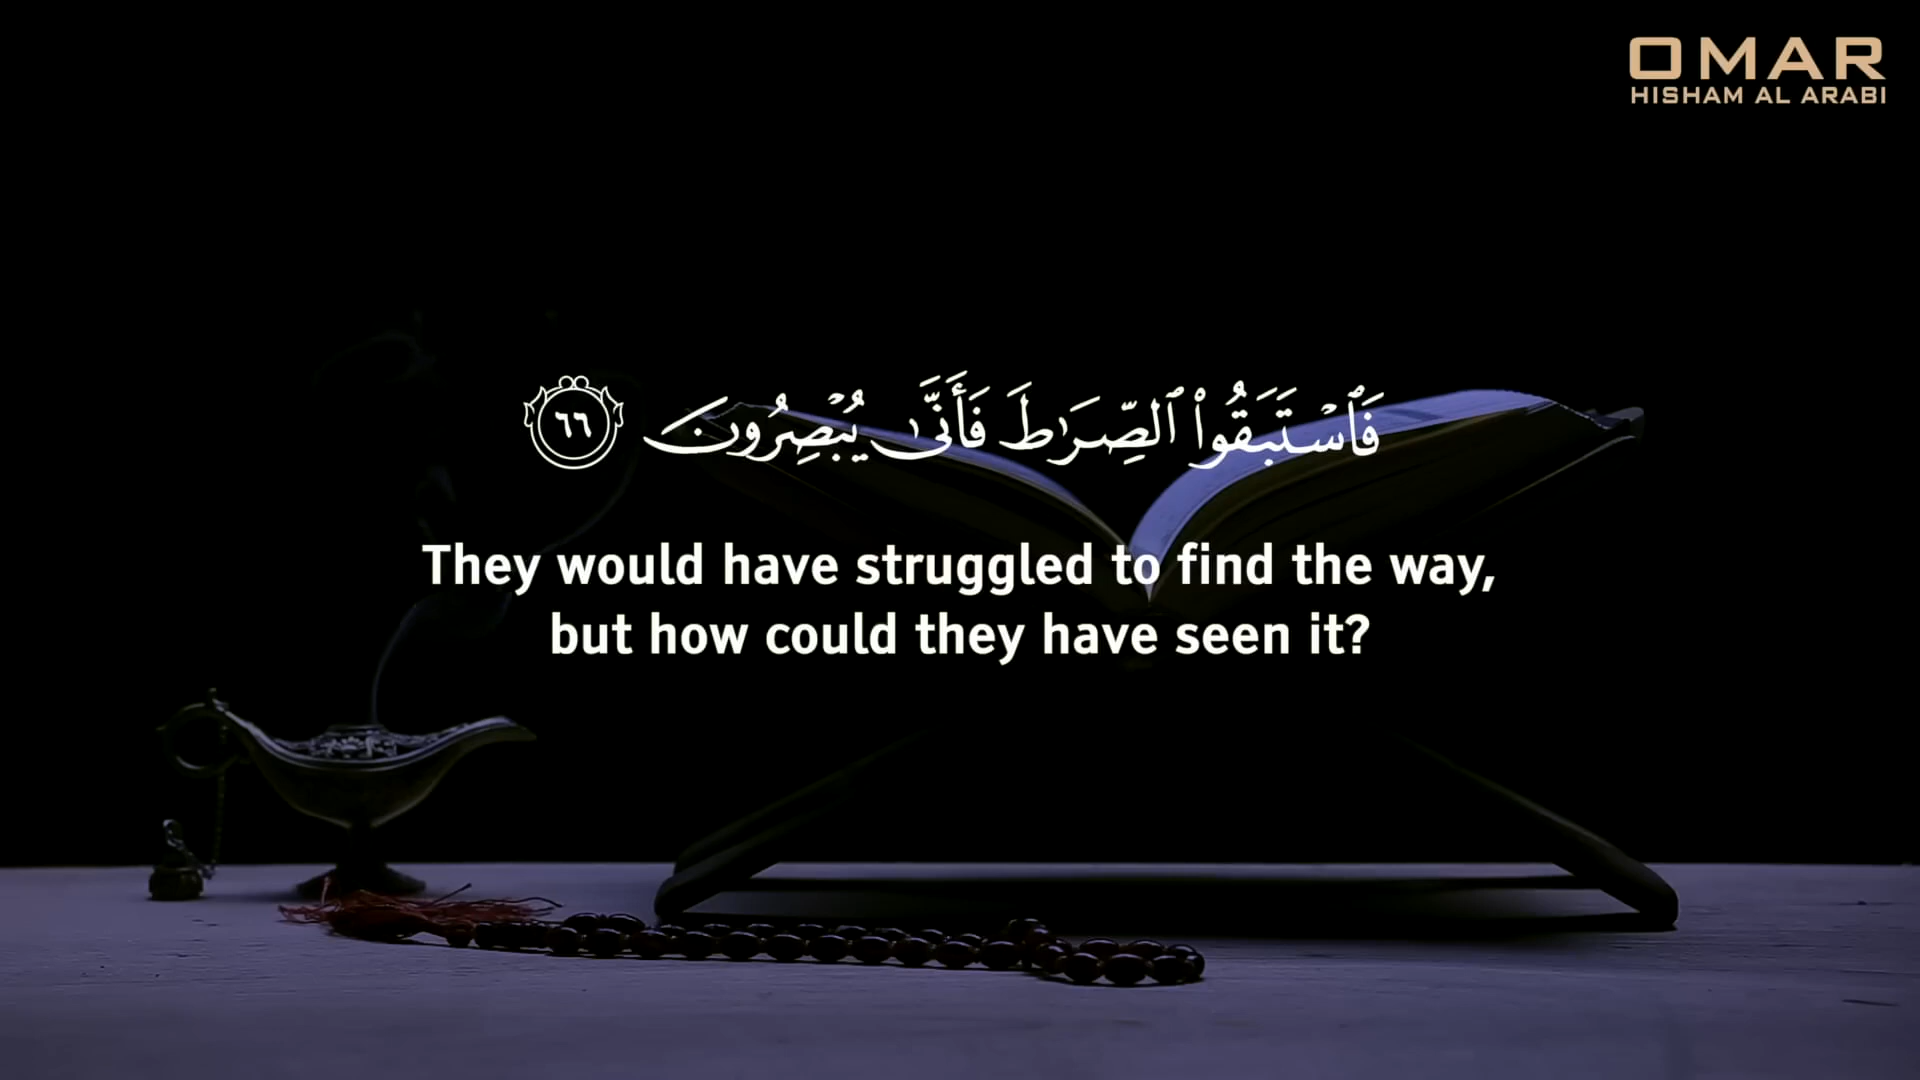 OMAR
HISHAM AL ARABI
فَٱسْتَبَقُوا۟ ٱلصِّرَٰطَ فَأَنَّىٰ يُبْصِرُونَ ٦٦
They would have struggled to find the way,
but how could they have seen it?